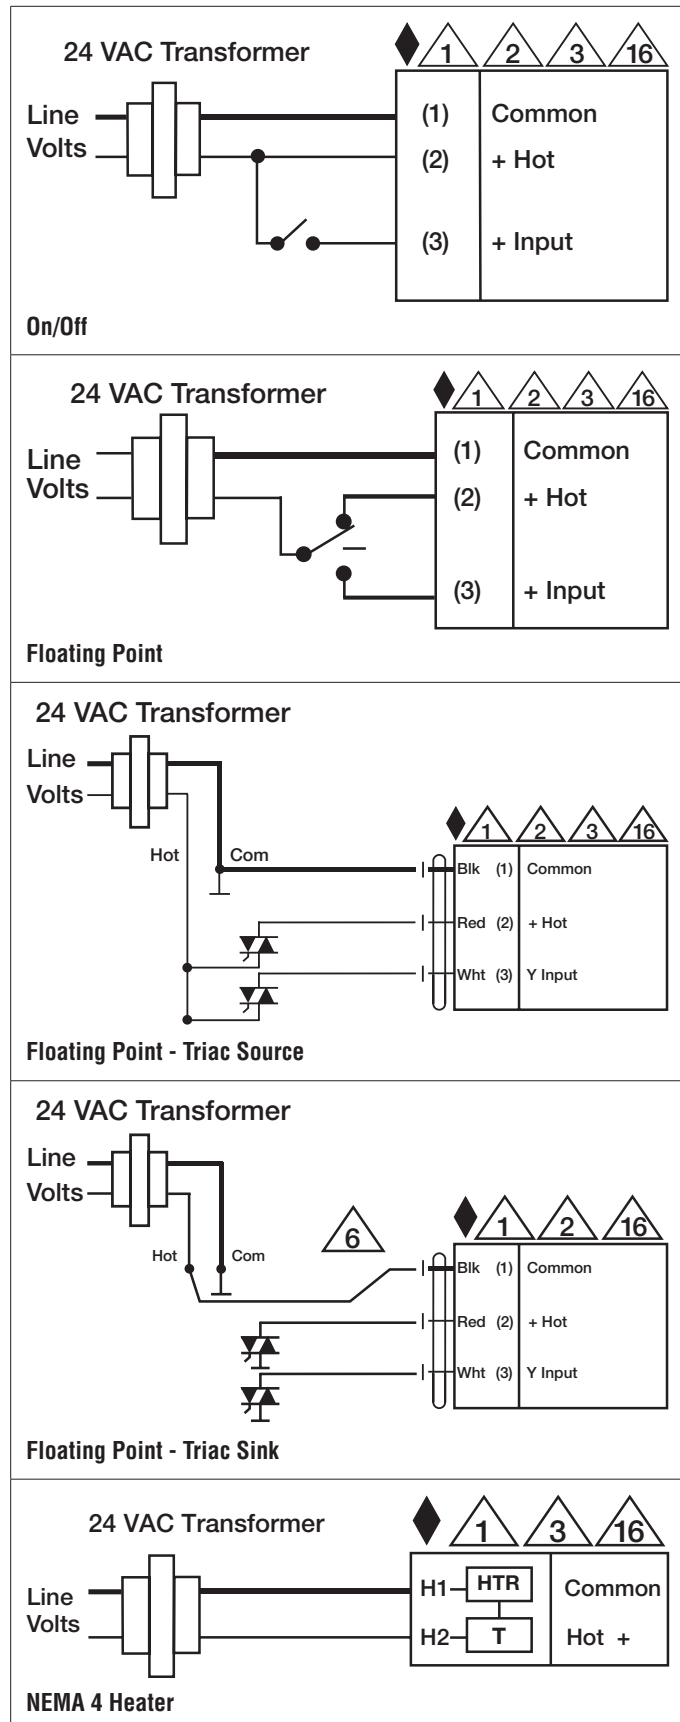 24 VAC Transformer
1 2 3 16
Line
Volts
(1) Common
(2) + Hot
(3) + Input
On/Off
24 VAC Transformer
1 2 3 16
Line
Volts
(1) Common
(2) + Hot
(3) + Input
Floating Point
24 VAC Transformer
Line
Volts
1 2 3 16
Hot Com
Blk (1) Common
Red (2) + Hot
Wht (3) Y Input
Floating Point - Triac Source
24 VAC Transformer
Line
Volts
6
1 2 16
Hot Com
Blk (1) Common
Red (2) + Hot
Wht (3) Y Input
Floating Point - Triac Sink
24 VAC Transformer
1 3 16
Line
Volts
H1 HTR Common
H2 T Hot +
NEMA 4 Heater